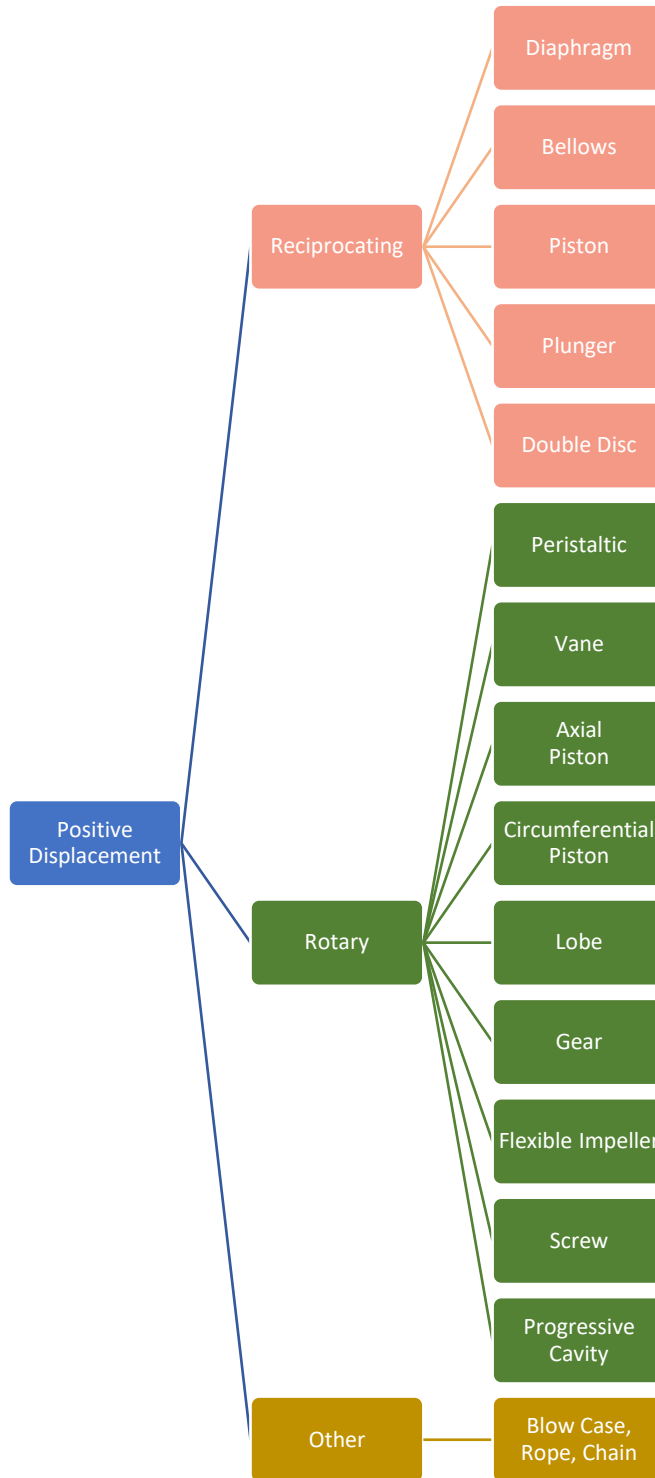 Diaphragm
Bellows
Reciprocating
Piston
Plunger
Double Disc
Peristaltic
Vane
Axial
Piston
Positive
Displacement
Circumferential
Piston
Rotary
Lobe
Gear
Flexible Impeller
Screw
Progressive
Cavity
Other
Blow Case,
Rope, Chain